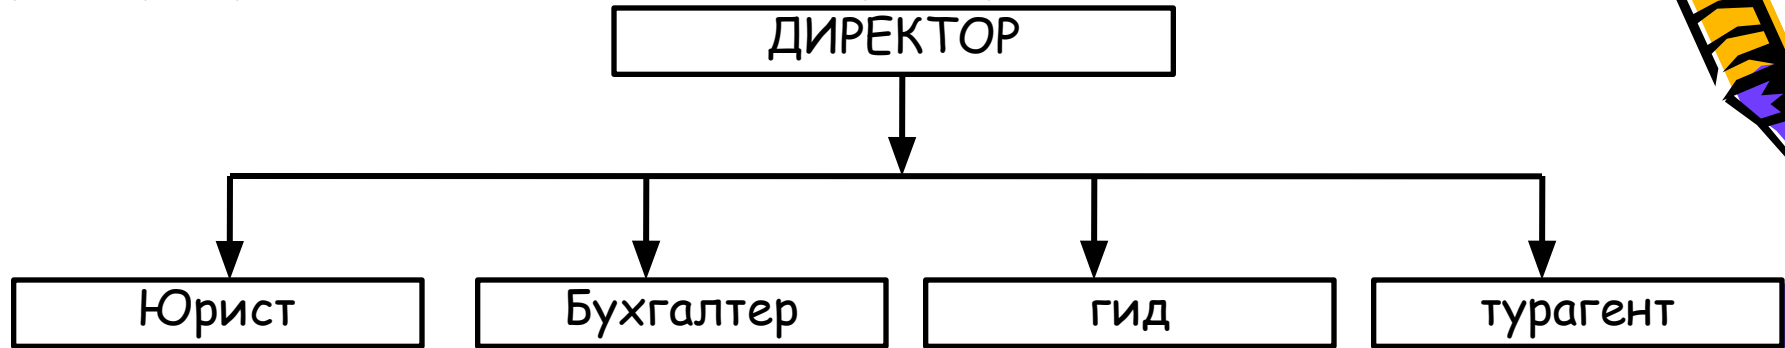 ДИРЕКТОР
Юрист
Бухгалтер
гид
турагент